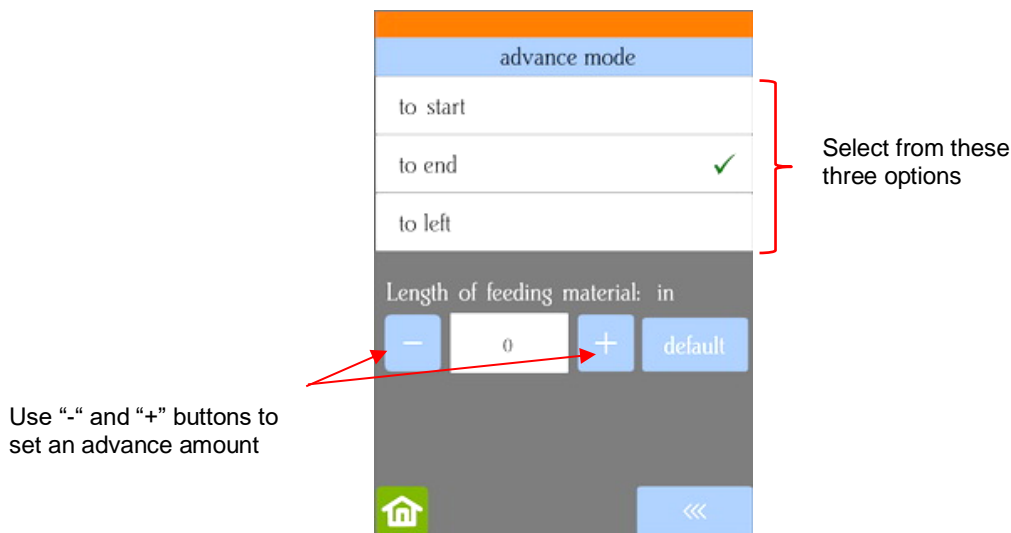 advance mode
to start
to end
to left
Select from these
three options
Length of feeding material: in
− 0 + default
Use “-“ and “+” buttons to
set an advance amount
<<<